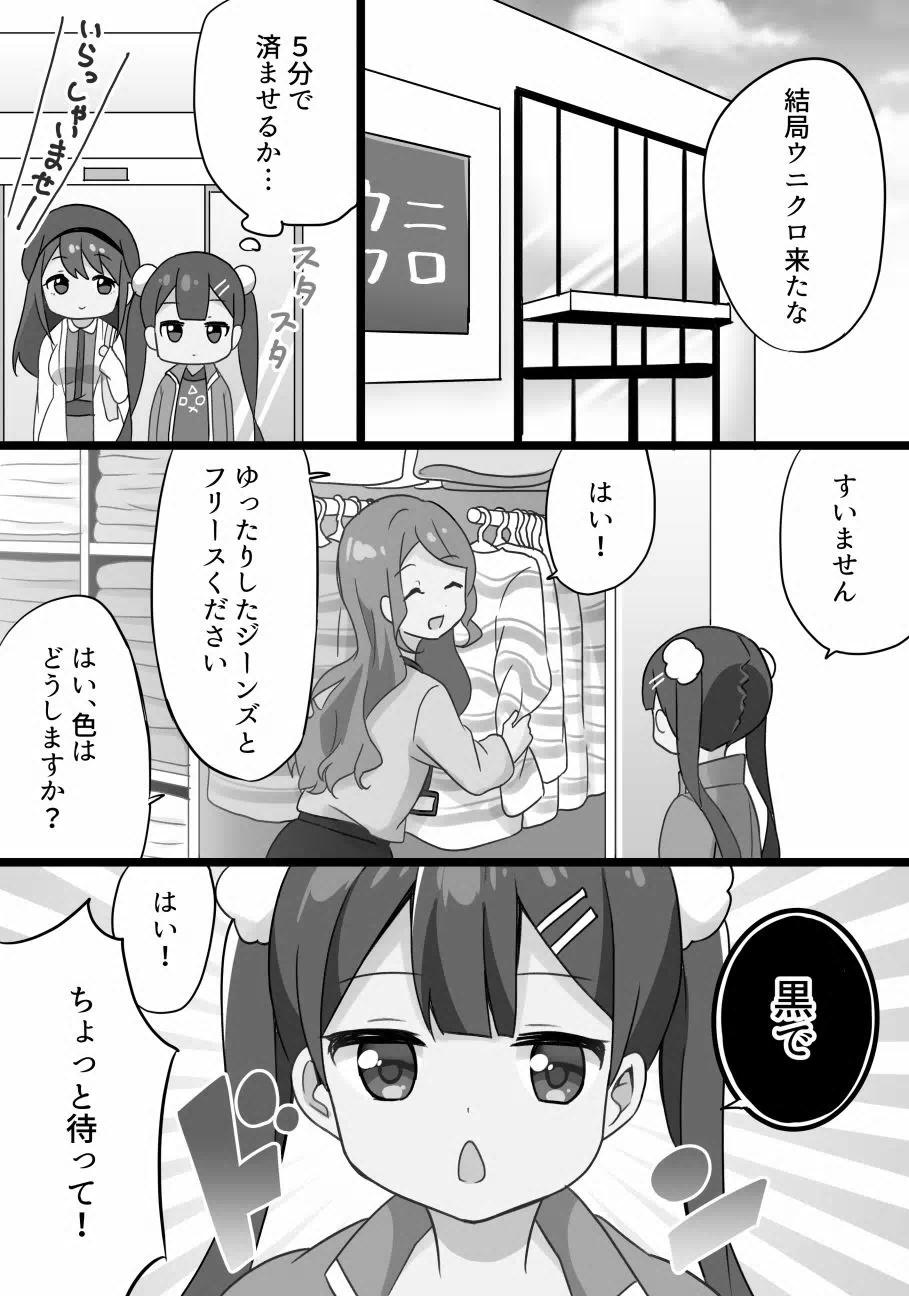 結局ウニクロ来たな
ウニ
クロ
5分で
済ませるか…
いらっしゃいませー
スタ
スタ
すいません
はい!
ゆったりしたジーンズと
フリースください
はい、色は
どうしますか?
黒で
ドン
はい!
ちょっと待って!